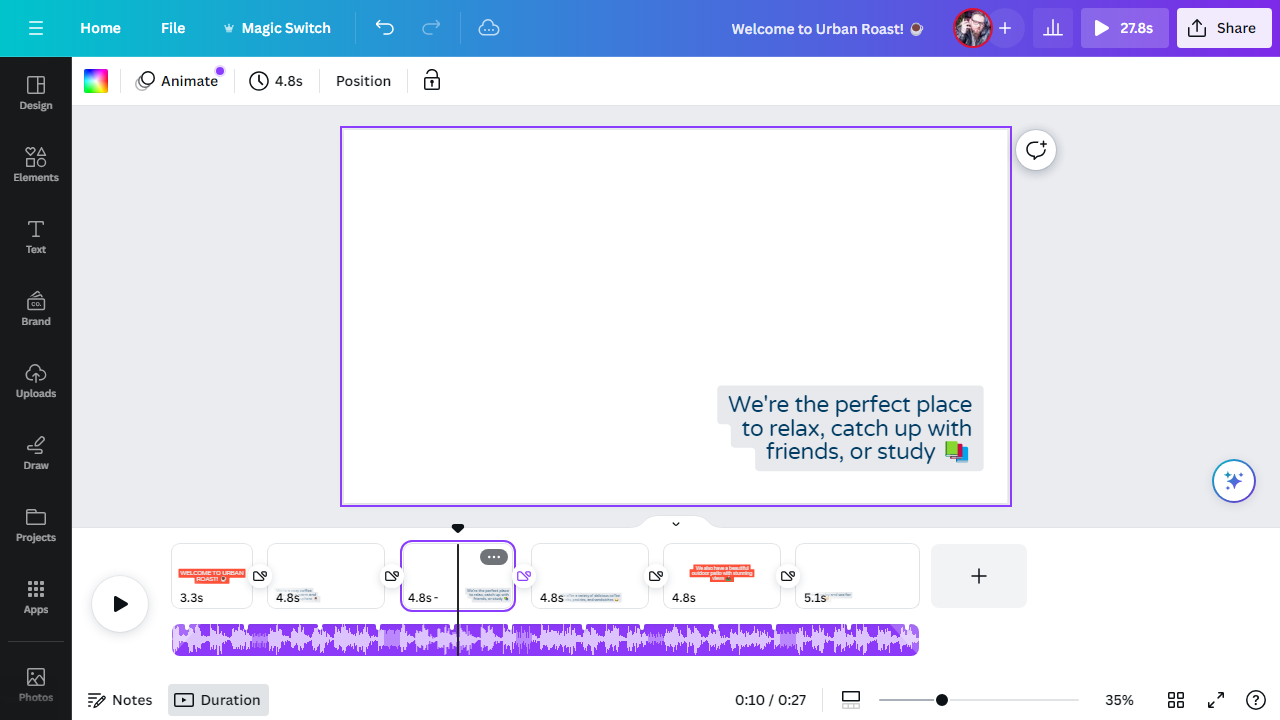 Home
File
Magic Switch
Welcome to Urban Roast! ☕
27.8s
Share
Design
Elements
Text
Brand
CO.
Uploads
Draw
Projects
Apps
Photos
Animate
4.8s
Position
We're the perfect place
to relax, catch up with
friends, or study 📚
WELCOME TO URBAN
ROAST!
3.3s
4.8s
4.8s -
We're the perfect place
to relax, catch up with
friends, or study 📚
4.8s
We also have a beautiful
outdoor patio with stunning
4.8s
5.1s
Notes
Duration
0:10 / 0:27
35%